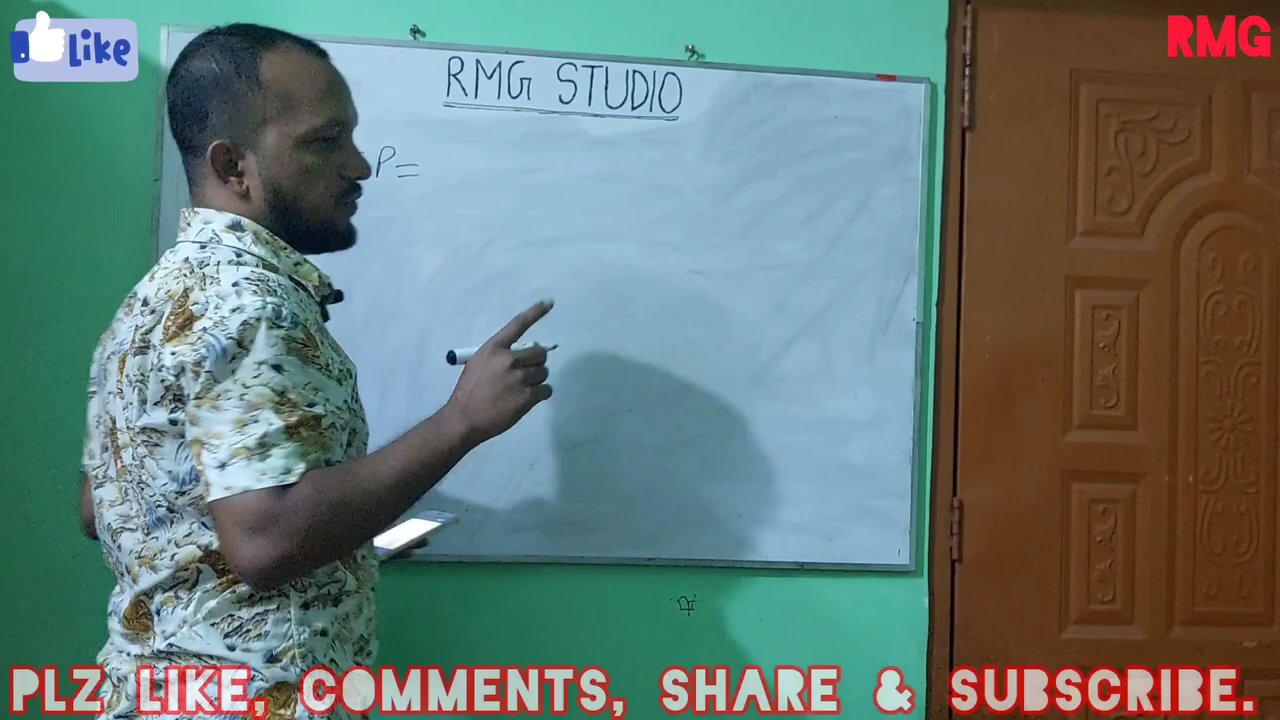 Like
RMG
RMG STUDIO
P=
PLZ LIKE, COMMENTS, SHARE & SUBSCRIBE.